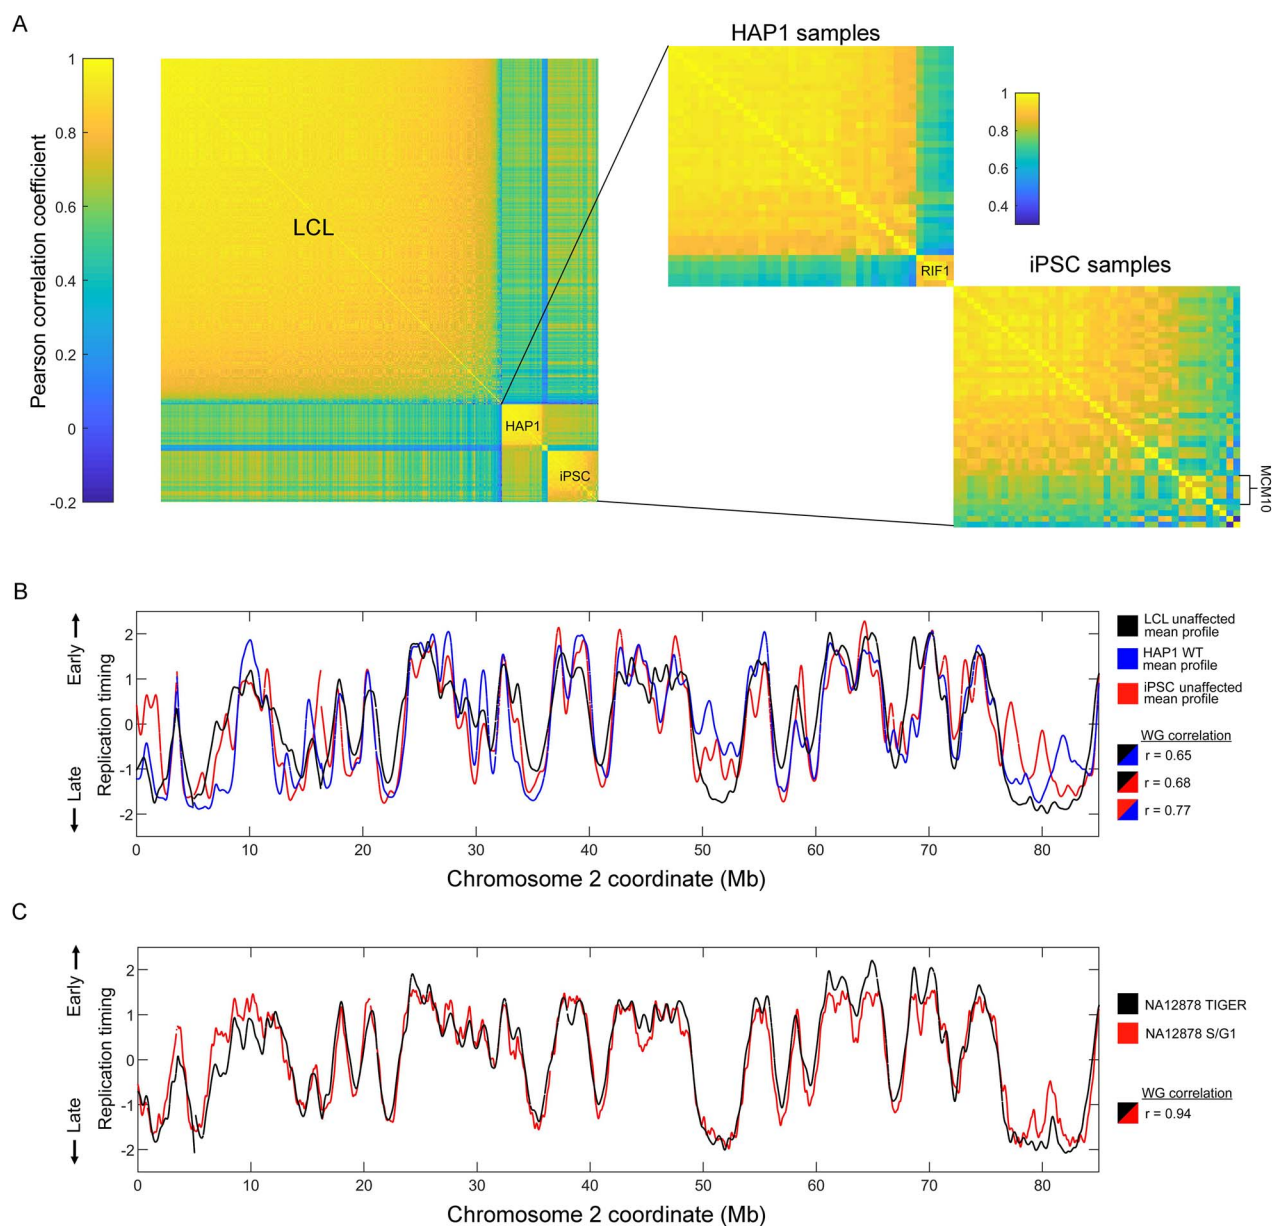 A
HAP1 samples
1
0.8
0.6
0.4
0.2
0
-0.2
Pearson correlation coefficient
LCL
HAP1
iPSC
RIF1
1
0.8
0.6
0.4
iPSC samples
MCM10
B
Early
Late
Replication timing
2
1
0
-1
-2
0 10 20 30 40 50 60 70 80
Chromosome 2 coordinate (Mb)
LCL unaffected
mean profile
HAP1 WT
mean profile
iPSC unaffected
mean profile
WG correlation
r = 0.65
r = 0.68
r = 0.77
C
Early
Late
Replication timing
2
1
0
-1
-2
0 10 20 30 40 50 60 70 80
Chromosome 2 coordinate (Mb)
NA12878 TIGER
NA12878 S/G1
WG correlation
r = 0.94